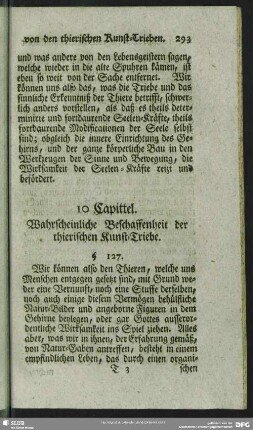 von den thierischen Kunst-Trieben. 293
und was andere von den Lebensgeistern sagen,
welche wieder in die alte Spuhren kämen, ist
eben so weit von der Sache entfernet. Wir
können uns also das, was die Triebe und das
sinnliche Erkenntniß der Thiere betrifft, schwer-
lich anders vorstellen, als daß es theils deter-
minirte und fortdaurende Seelen-Kräfte, theils
fortdaurende Modificationen der Seele selbst
sind; obgleich die innere Einrichtung des Ge-
hirns, und der gantze körperliche Bau in den
Werkzeugen der Sinne und Bewegung, die
Wirksamkeit der Seelen-Kräfte reizt und
befördert.
10 Capittel.
Wahrscheinliche Beschaffenheit der
thierischen Kunst-Triebe.
§ 127.
Wir können also den Thieren, welche uns
Menschen entgegen gesetzt sind, mit Grund we-
der eine Vernunft, noch eine Stuffe derselben,
noch auch einige diesem Vermögen behülfliche
Natur-Bilder und angeborne Figuren in dem
Gehirne beylegen, oder gar Gottes ausseror-
dentliche Wirksamkeit ins Spiel ziehen. Alles
aber, was wir in ihnen, der Erfahrung gemäß,
von Natur-Gaben antreffen, besteht in einem
empfindlichen Leben, das durch einen organi-
T 3 schen
SLUB
DFG